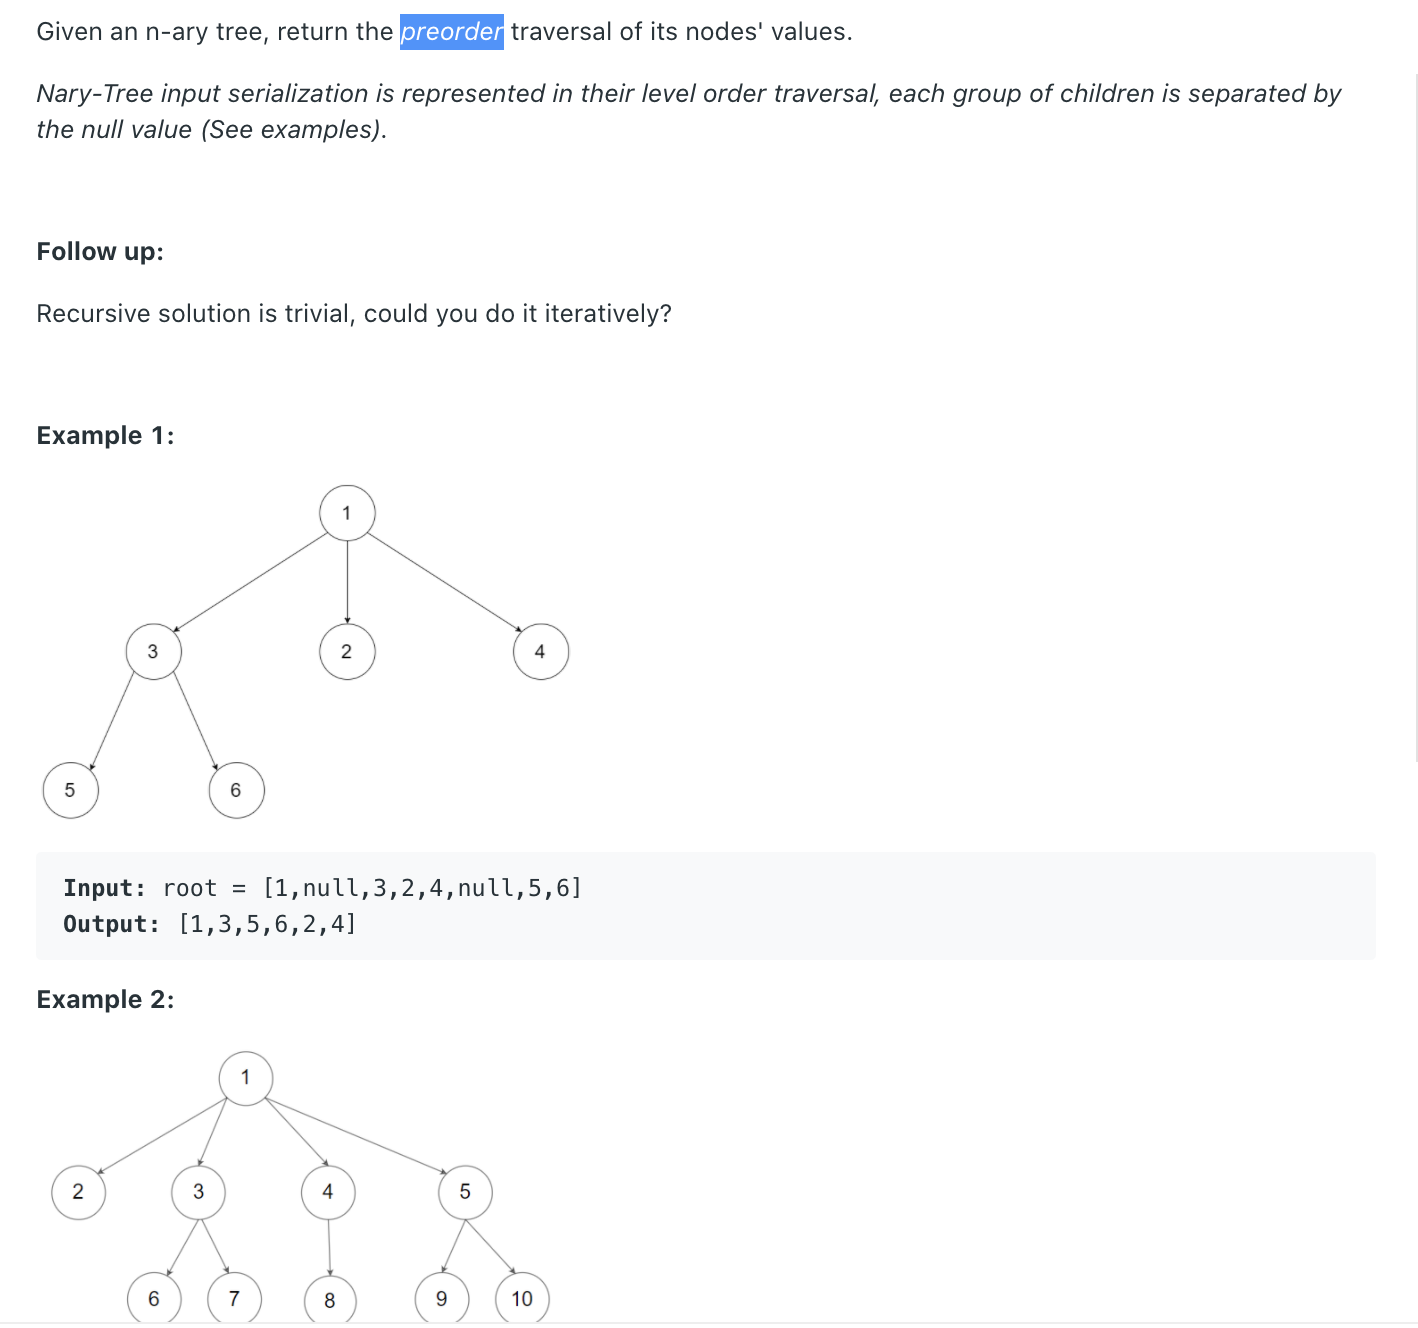 Given an n-ary tree, return the preorder traversal of its nodes' values.
Nary-Tree input serialization is represented in their level order traversal, each group of children is separated by
the null value (See examples).
Follow up:
Recursive solution is trivial, could you do it iteratively?
Example 1:
1
3 2 4
5 6
Input: root = [1,null,3,2,4,null,5,6]
Output: [1,3,5,6,2,4]
Example 2:
1
2 3 4 5
6 7 8 9 10